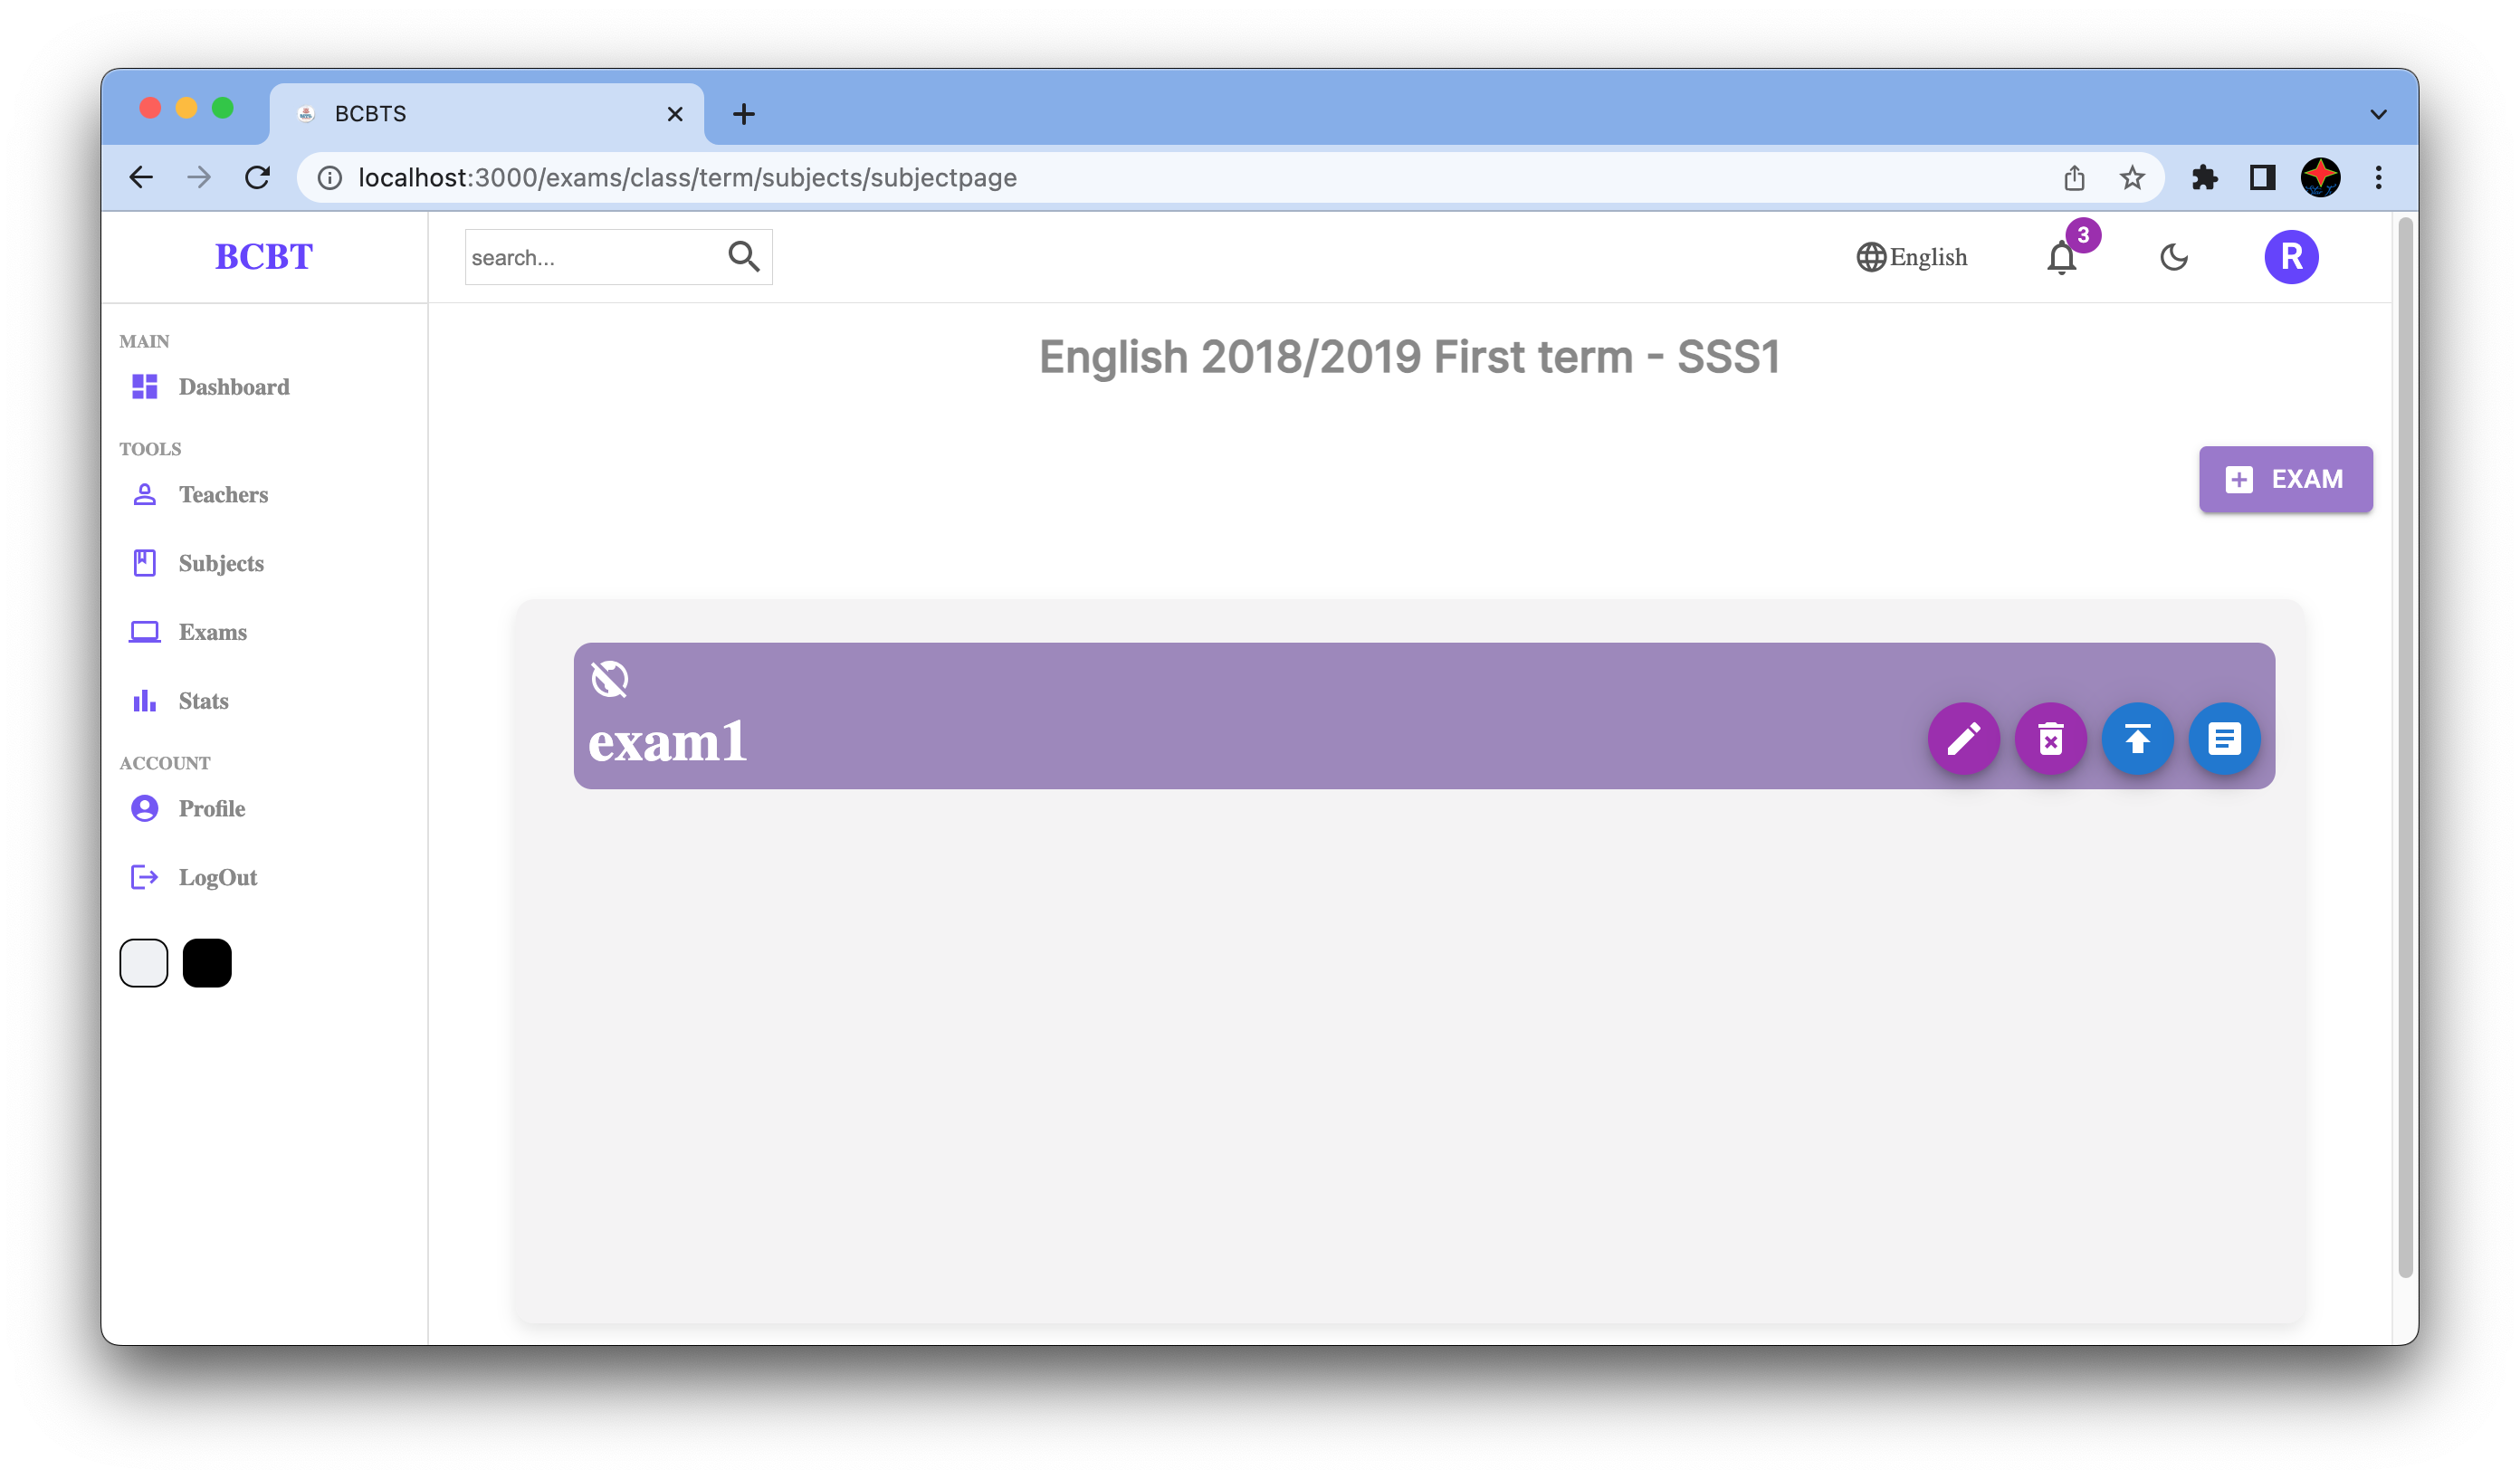 BCBTS
localhost:3000/exams/class/term/subjects/subjectpage
BCBT
search...
English
3
R
MAIN
Dashboard
TOOLS
Teachers
Subjects
Exams
Stats
ACCOUNT
Profile
LogOut
English 2018/2019 First term - SSS1
EXAM
exam1